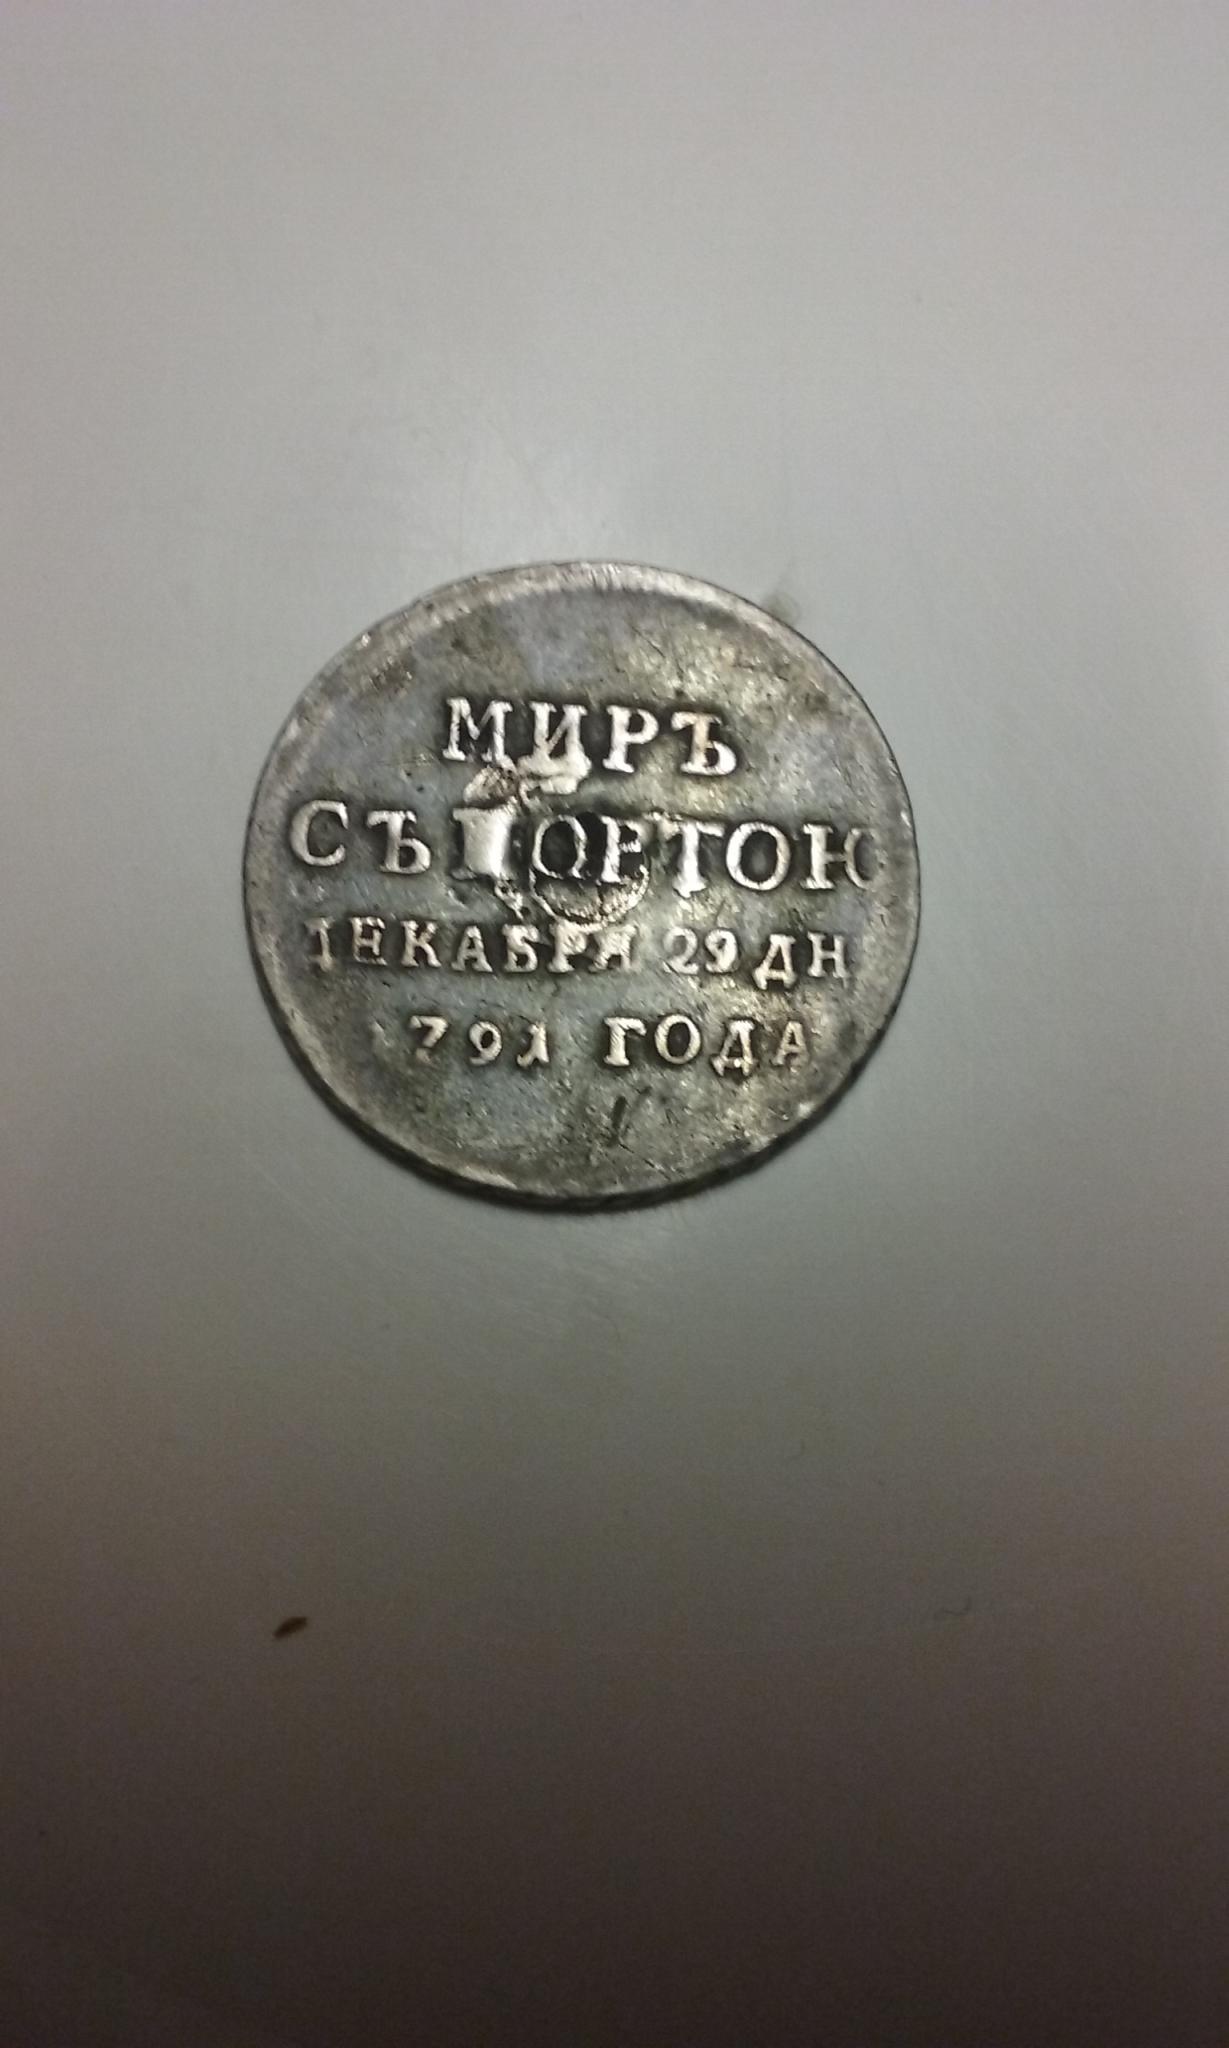 МИРЪ
СЪ ПОРТОЮ
ДЕКАБРЯ 29 ДН
791 ГОДА